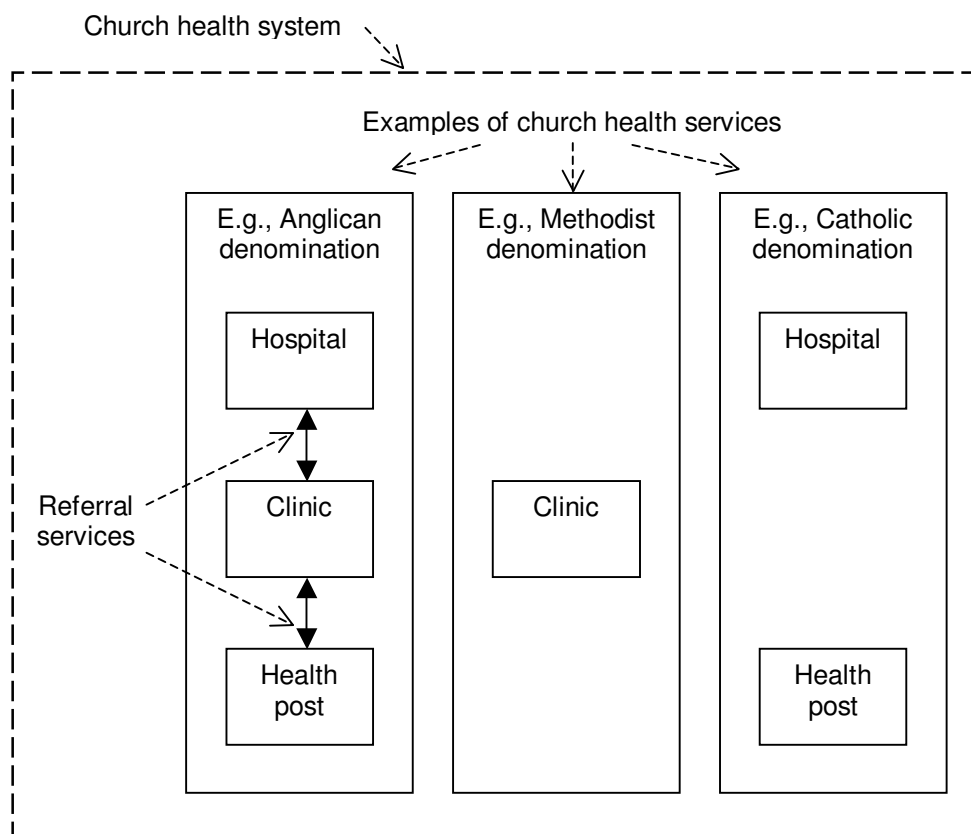 Church health system
Examples of church health services
E.g., Anglican
denomination
E.g., Methodist
denomination
E.g., Catholic
denomination
Hospital
Hospital
Referral
services
Clinic
Clinic
Health
post
Health
post